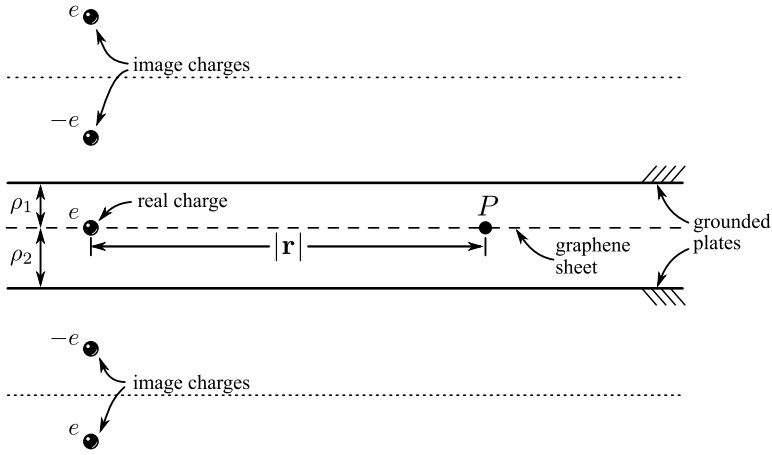 e
image charges
−e
ρ₁
e
real charge
P
grounded
plates
ρ₂
|r|
graphene
sheet
−e
image charges
e